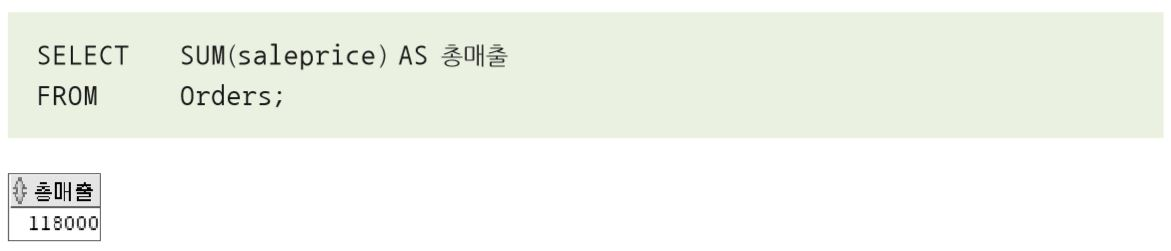 SELECT SUM(saleprice) AS 총매출
FROM Orders;
총매출
118000